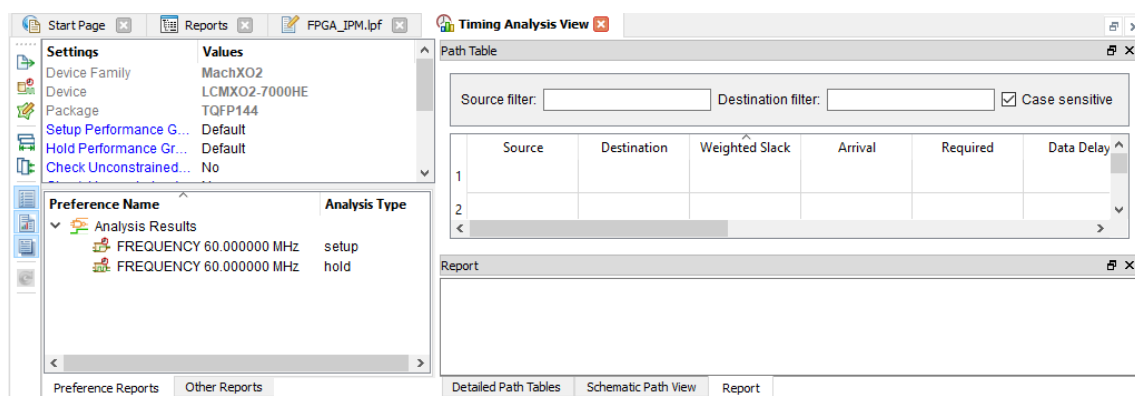 Start Page
Reports
FPGA_IPM.lpf
Timing Analysis View
Settings Values
Device Family MachXO2
Device LCMXO2-7000HE
Package TQFP144
Setup Performance G... Default
Hold Performance Gr... Default
Check Unconstrained... No
Preference Name Analysis Type
Analysis Results
FREQUENCY 60.000000 MHz setup
FREQUENCY 60.000000 MHz hold
Preference Reports Other Reports
Path Table
Source filter: Destination filter: Case sensitive
Source Destination Weighted Slack Arrival Required Data Delay
1
2
Report
Detailed Path Tables Schematic Path View Report